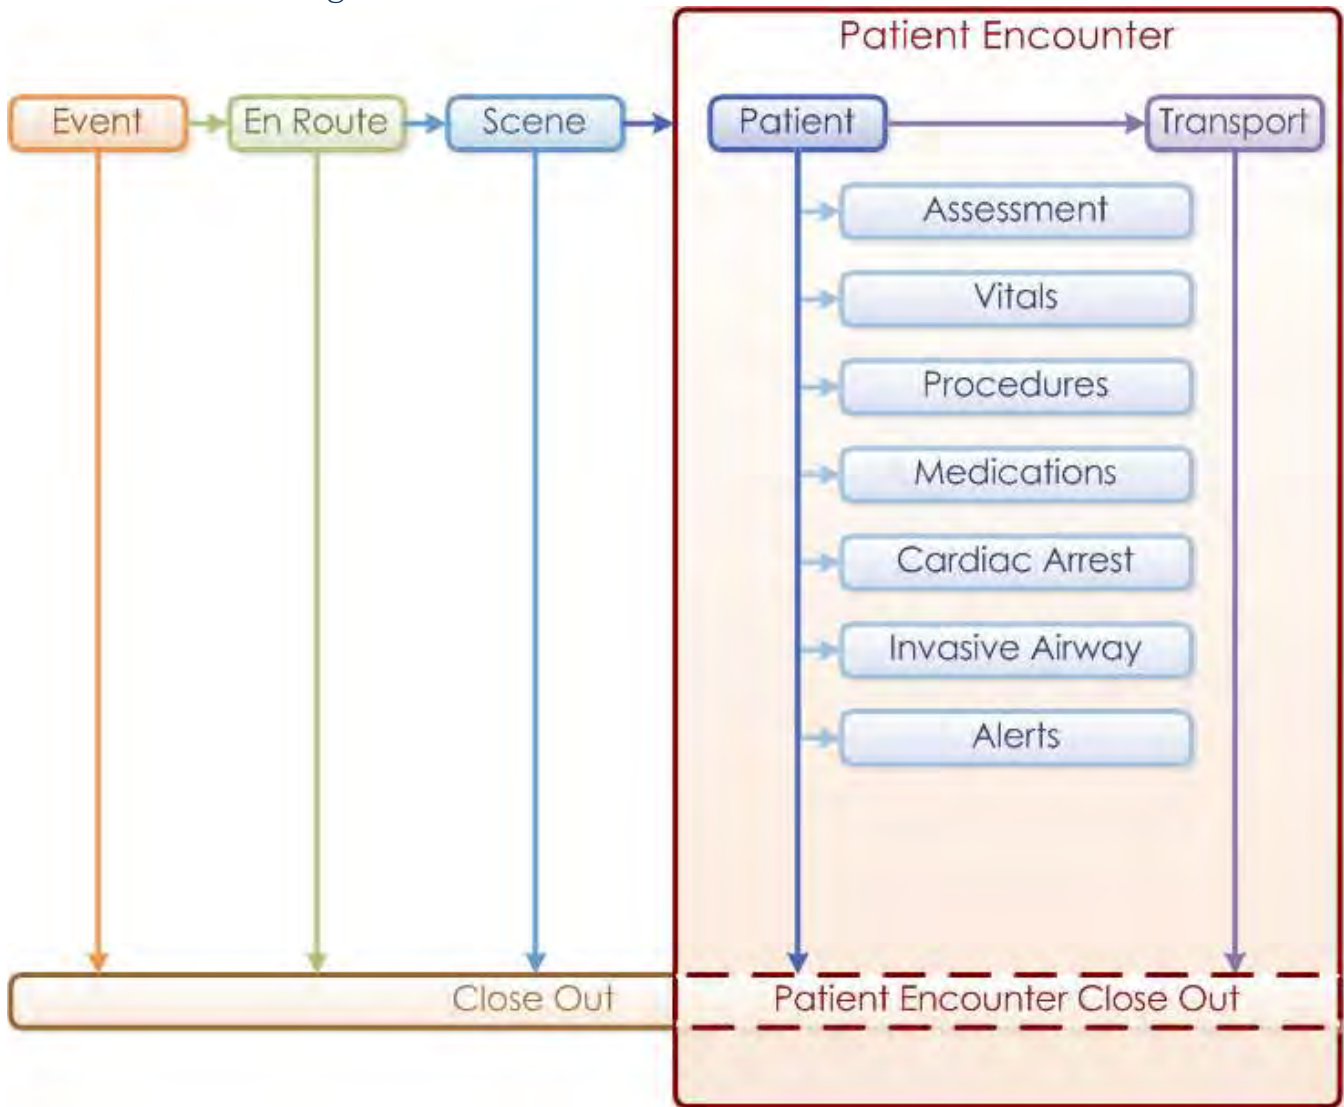 Patient Encounter
Event
En Route
Scene
Patient
Transport
Assessment
Vitals
Procedures
Medications
Cardiac Arrest
Invasive Airway
Alerts
Close Out
Patient Encounter Close Out